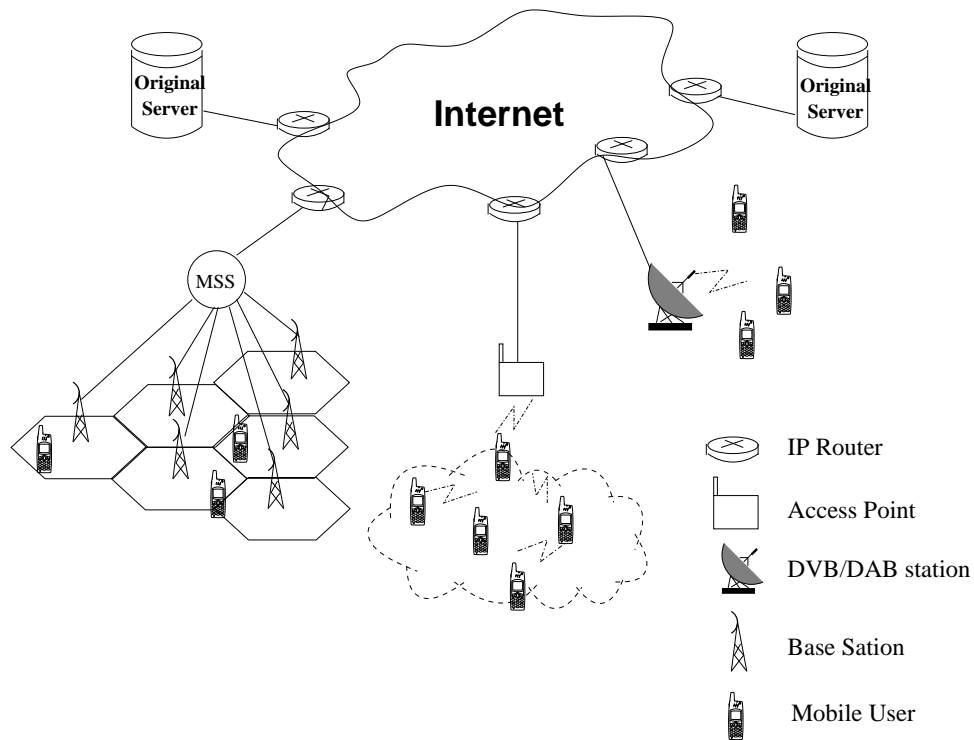 Original
Server
Internet
Original
Server
MSS
IP Router
Access Point
DVB/DAB station
Base Sation
Mobile User